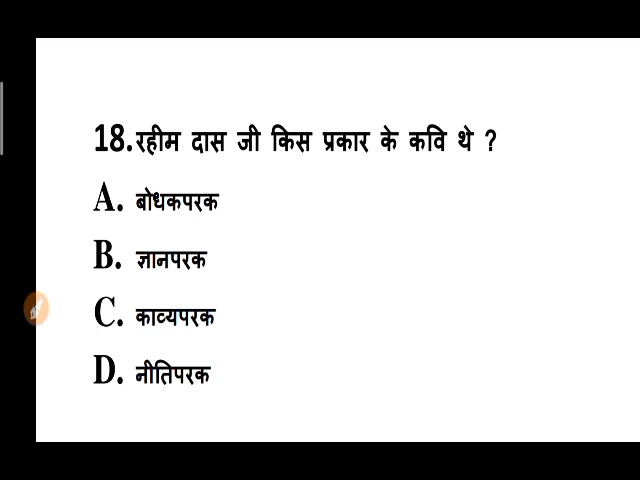 18.रहीम दास जी किस प्रकार के कवि थे ?
A. बोधकपरक
B. ज्ञानपरक
C. काव्यपरक
D. नीतिपरक